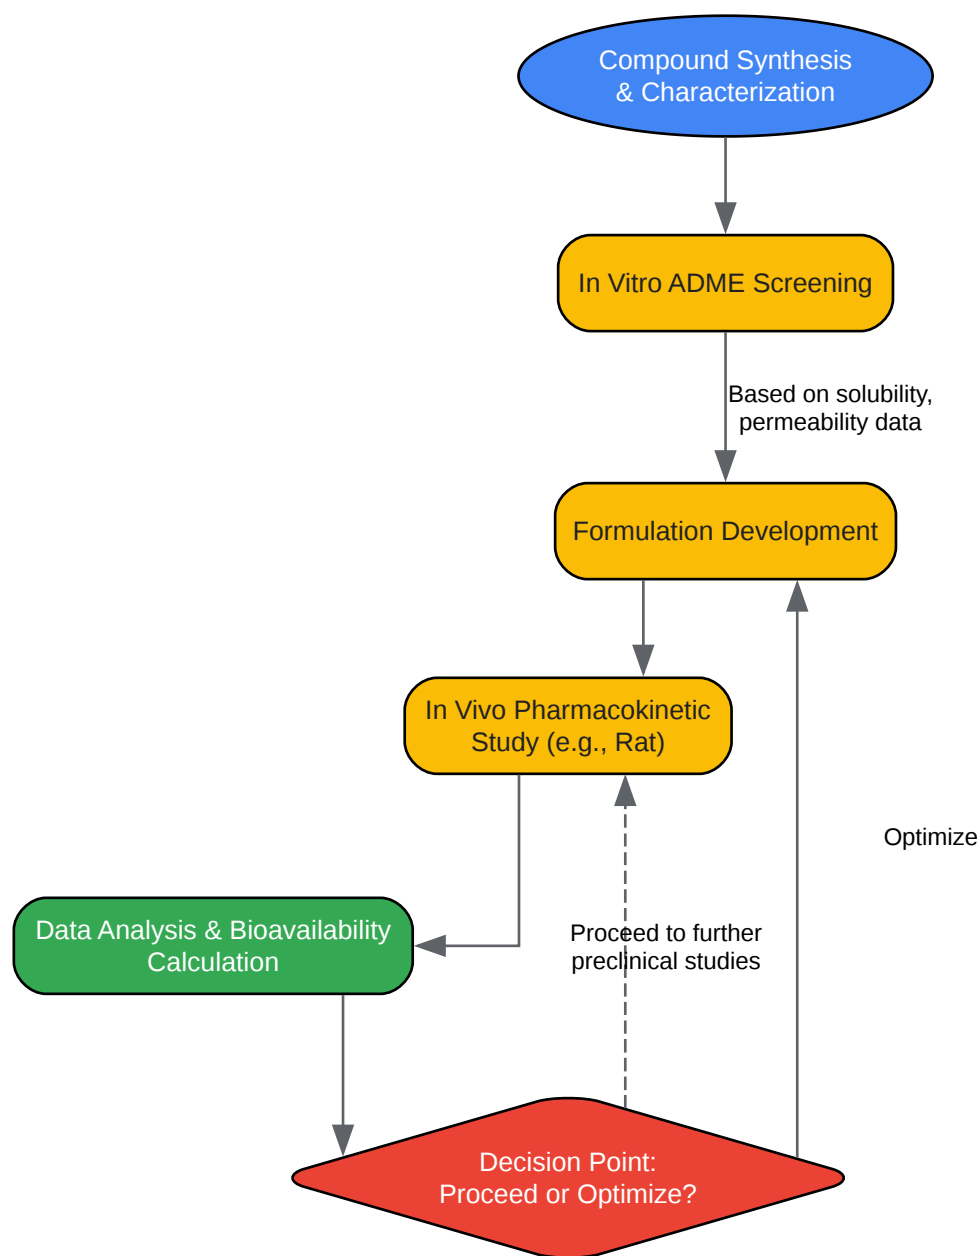 Compound Synthesis
& Characterization
In Vitro ADME Screening
Based on solubility,
permeability data
Formulation Development
In Vivo Pharmacokinetic
Study (e.g., Rat)
Optimize
Data Analysis & Bioavailability
Calculation
Proceed to further
preclinical studies
Decision Point:
Proceed or Optimize?